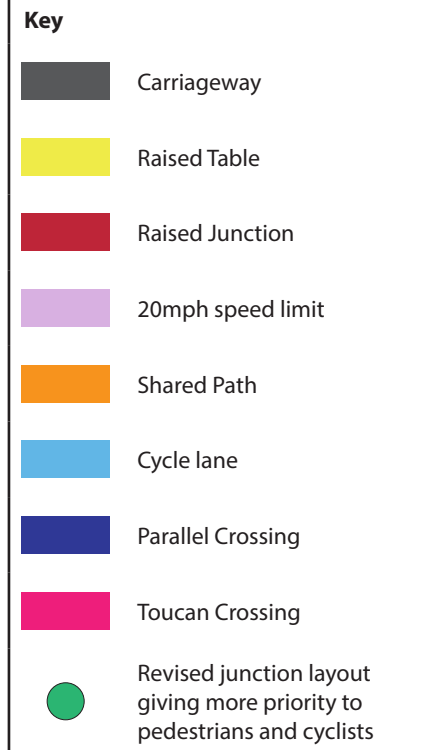 Key
Carriageway
Raised Table
Raised Junction
20mph speed limit
Shared Path
Cycle lane
Parallel Crossing
Toucan Crossing
Revised junction layout
giving more priority to
pedestrians and cyclists